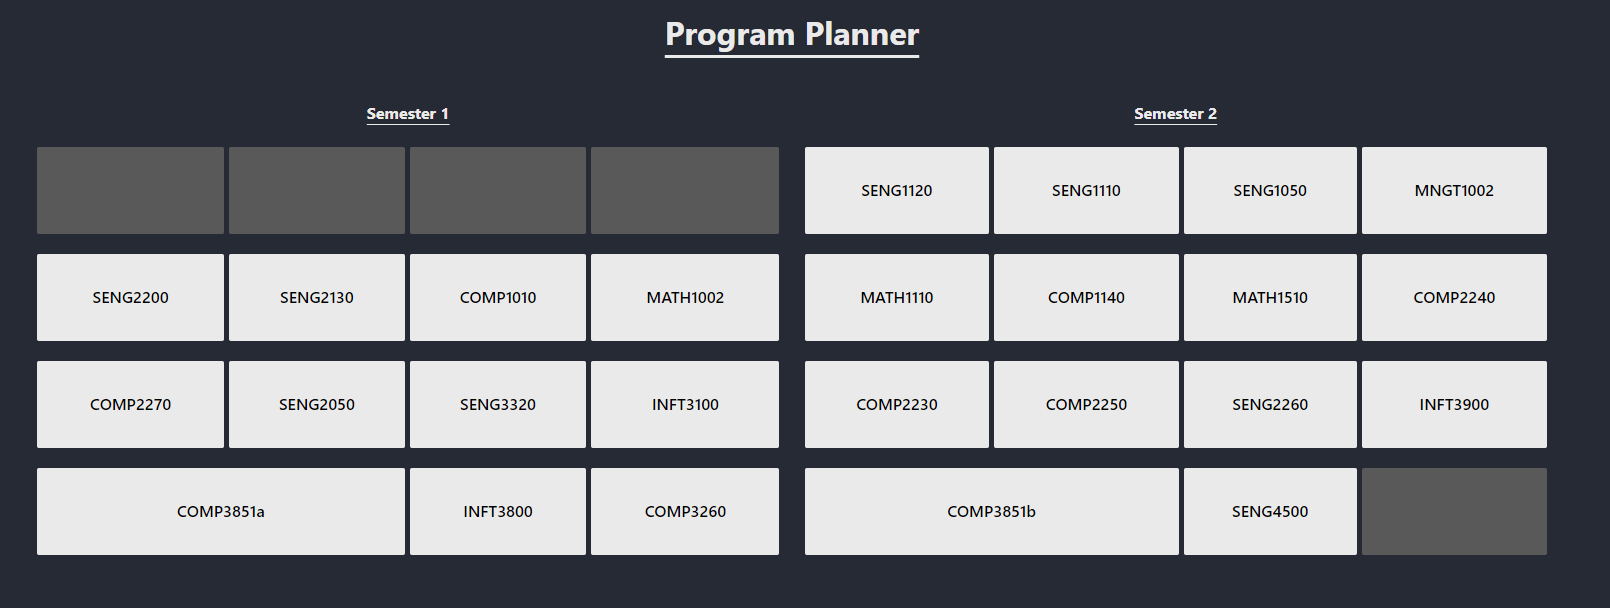 Program Planner
Semester 1
Semester 2
SENG1120 SENG1110 SENG1050 MNGT1002
SENG2200 SENG2130 COMP1010 MATH1002 MATH1110 COMP1140 MATH1510 COMP2240
COMP2270 SENG2050 SENG3320 INFT3100 COMP2230 COMP2250 SENG2260 INFT3900
COMP3851a INFT3800 COMP3260 COMP3851b SENG4500